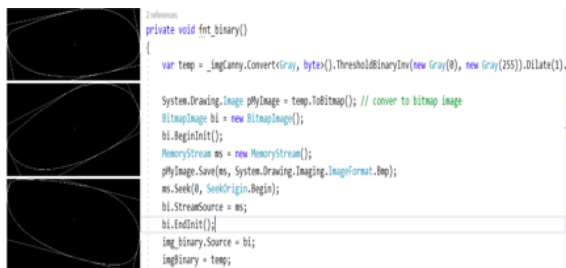 2 references
private void fnt_binary()
{
var temp = _imgCanny.Convert<Gray, byte>().ThresholdBinaryInv(new Gray(0), new Gray(255)).Dilate(1).
System.Drawing.Image pMyImage = temp.ToBitmap(); // conver to bitmap image
BitmapImage bi = new BitmapImage();
bi.BeginInit();
MemoryStream ms = new MemoryStream();
pMyImage.Save(ms, System.Drawing.Imaging.ImageFormat.Bmp);
ms.Seek(0, SeekOrigin.Begin);
bi.StreamSource = ms;
bi.EndInit();
img_binary.Source = bi;
imgBinary = temp;